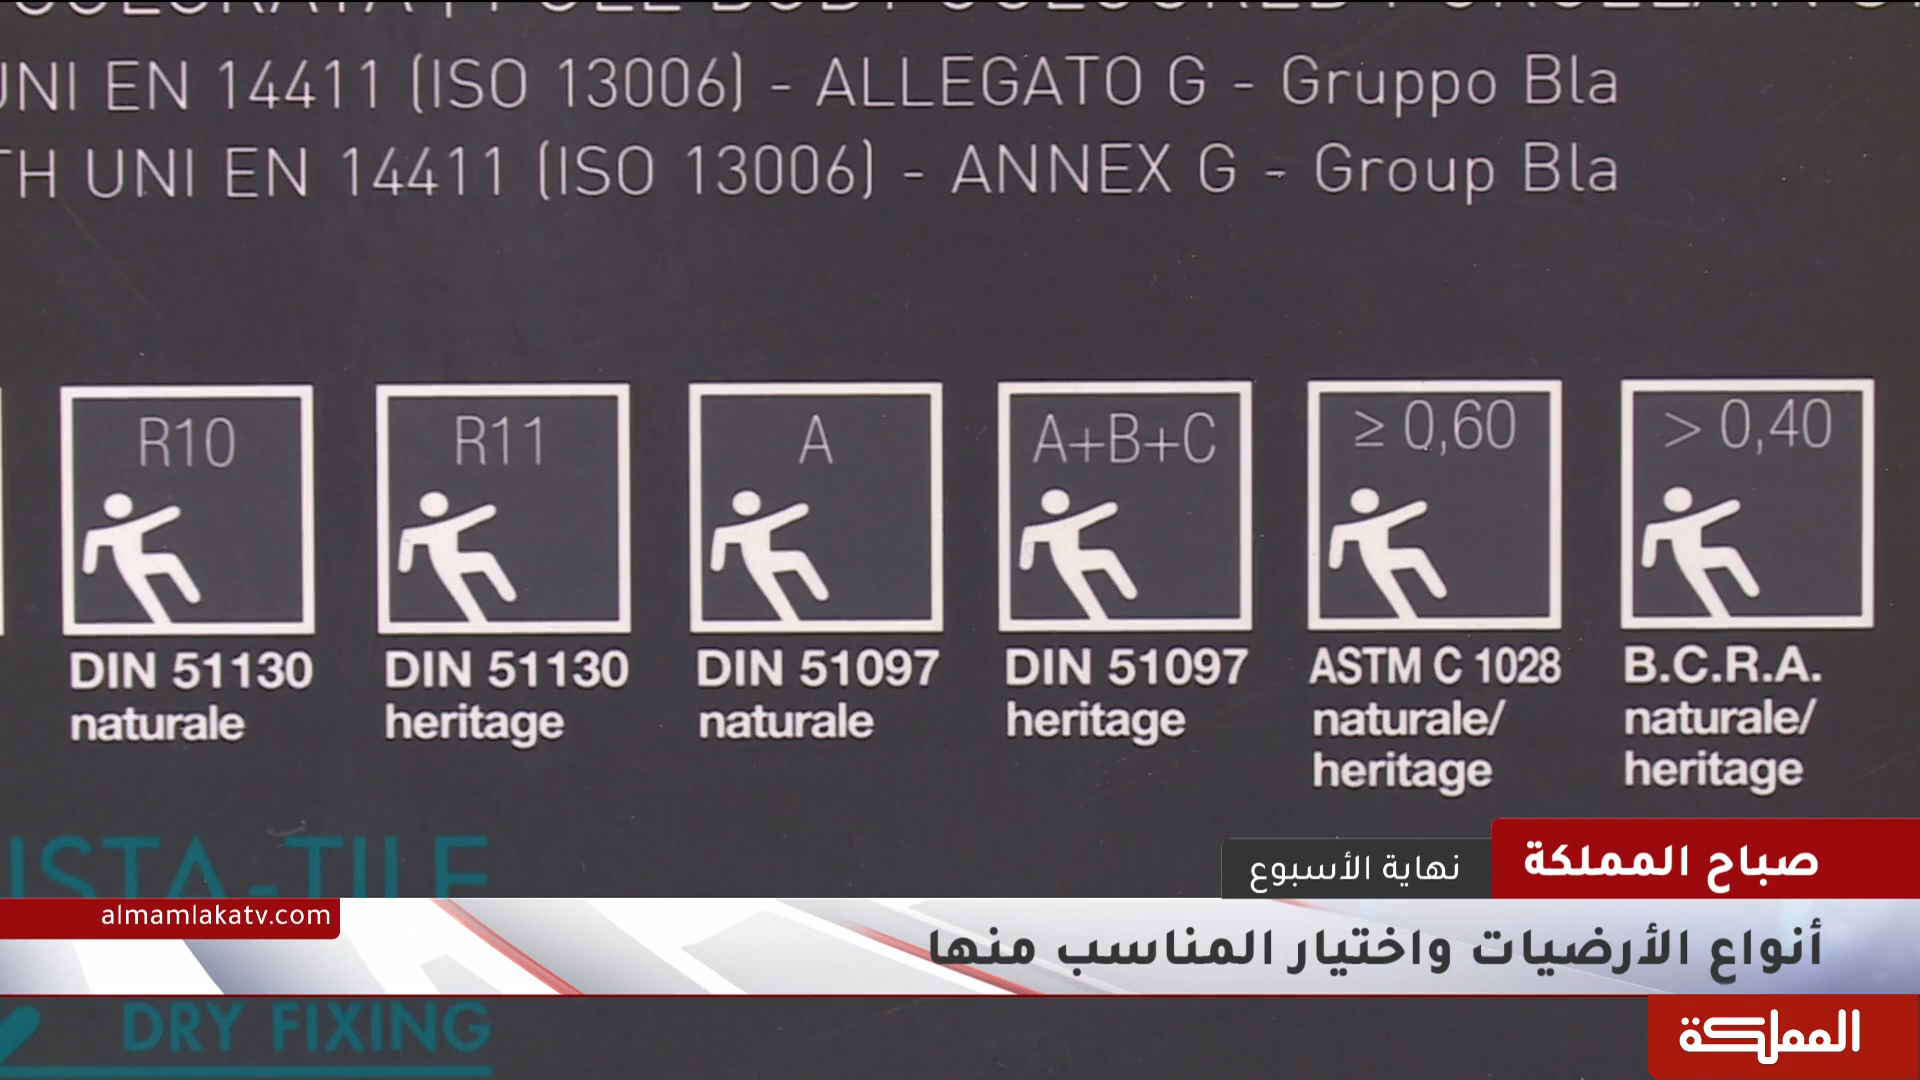 UNI EN 14411 (ISO 13006) - ALLEGATO G - Gruppo Bla
TH UNI EN 14411 (ISO 13006) - ANNEX G - Group Bla
R10
R11
A
A+B+C
≥ 0,60
> 0,40
DIN 51130
naturale
DIN 51130
heritage
DIN 51097
naturale
DIN 51097
heritage
ASTM C 1028
naturale/
heritage
B.C.R.A.
naturale/
heritage
صباح المملكة
نهاية الأسبوع
almamlakatv.com
أنواع الأرضيات واختيار المناسب منها
DRY FIXING
المملكة